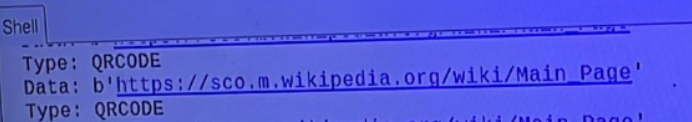 Shell
Type: QRCODE
Data: b'https://sco.m.wikipedia.org/wiki/Main_Page'
Type: QRCODE